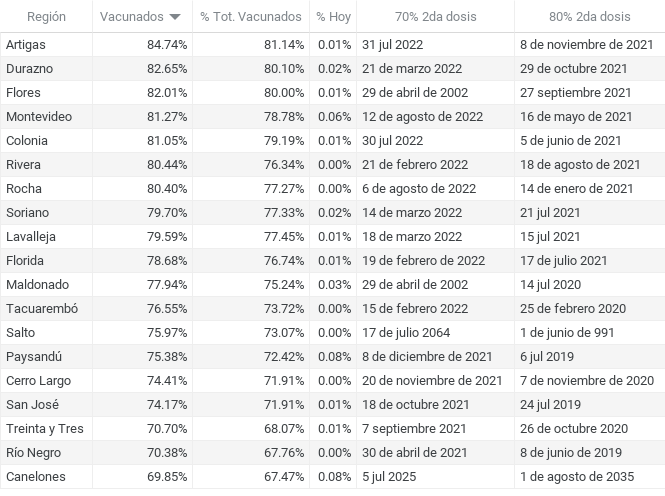 Región Vacunados % Tot. Vacunados % Hoy 70% 2da dosis 80% 2da dosis
Artigas 84.74% 81.14% 0.01% 31 jul 2022 8 de noviembre de 2021
Durazno 82.65% 80.10% 0.02% 21 de marzo 2022 29 de octubre 2021
Flores 82.01% 80.00% 0.01% 29 de abril de 2002 27 septiembre 2021
Montevideo 81.27% 78.78% 0.06% 12 de agosto de 2022 16 de mayo de 2021
Colonia 81.05% 79.19% 0.01% 30 jul 2022 5 de junio de 2021
Rivera 80.44% 76.34% 0.00% 21 de febrero 2022 18 de agosto de 2021
Rocha 80.40% 77.27% 0.00% 6 de agosto de 2022 14 de enero de 2021
Soriano 79.70% 77.33% 0.02% 14 de marzo 2022 21 jul 2021
Lavalleja 79.59% 77.45% 0.01% 18 de marzo 2022 15 jul 2021
Florida 78.68% 76.74% 0.01% 19 de febrero de 2022 17 de julio 2021
Maldonado 77.94% 75.24% 0.03% 29 de abril de 2002 14 jul 2020
Tacuarembó 76.55% 73.72% 0.00% 15 de febrero 2022 25 de febrero 2020
Salto 75.97% 73.07% 0.00% 17 de julio 2064 1 de junio de 991
Paysandú 75.38% 72.42% 0.08% 8 de diciembre de 2021 6 jul 2019
Cerro Largo 74.41% 71.91% 0.00% 20 de noviembre de 2021 7 de noviembre de 2020
San José 74.17% 71.91% 0.01% 18 de octubre 2021 24 jul 2019
Treinta y Tres 70.70% 68.07% 0.01% 7 septiembre 2021 26 de octubre 2020
Río Negro 70.38% 67.76% 0.00% 30 de abril de 2021 8 de junio de 2019
Canelones 69.85% 67.47% 0.08% 5 jul 2025 1 de agosto de 2035